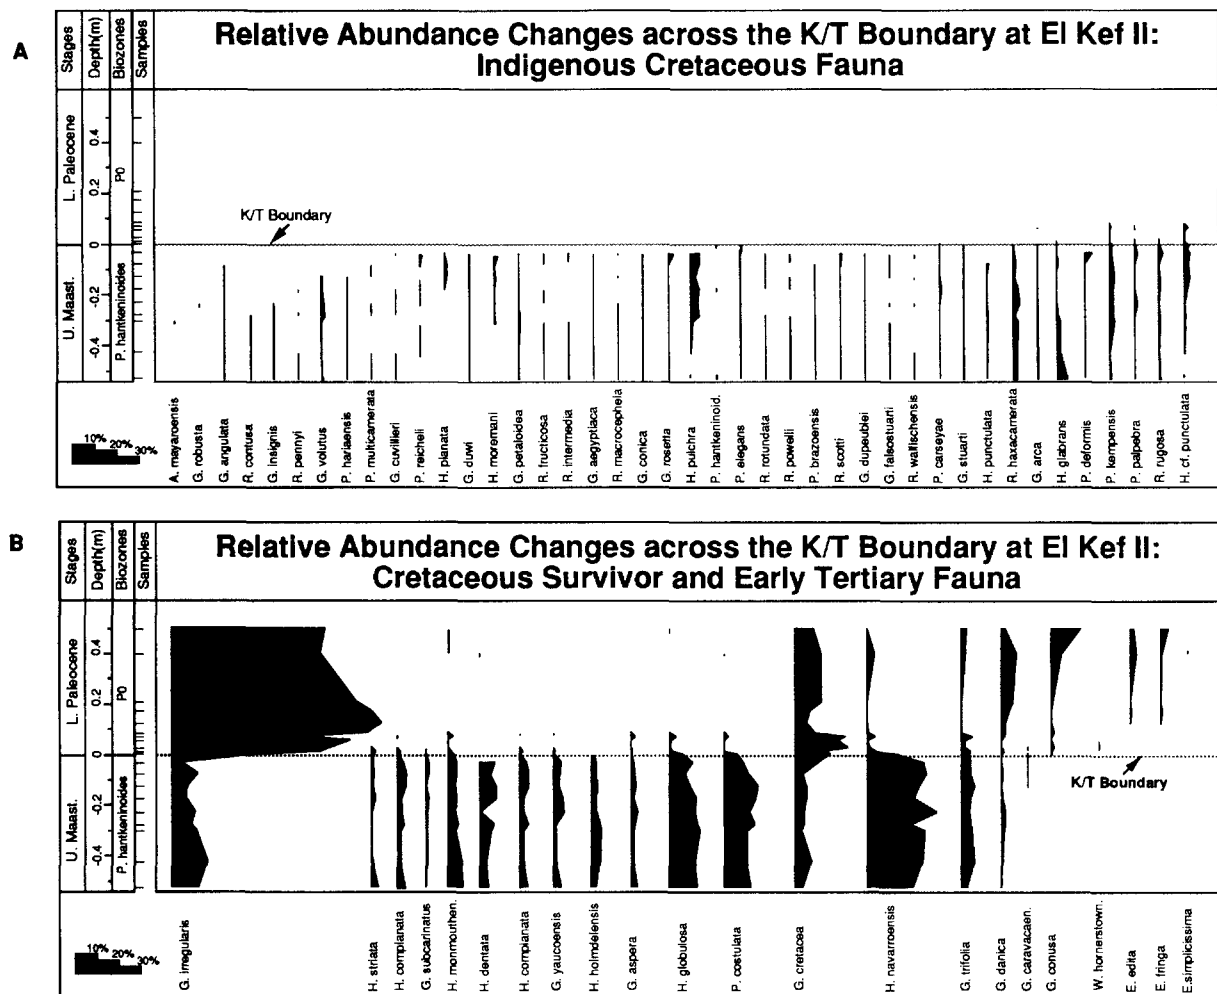 A
Stages
Depth(m)
Biozones
Samples
Relative Abundance Changes across the K/T Boundary at El Kef II:
Indigenous Cretaceous Fauna
L. Paleocene
U. Maast.
0.4
0.2
0
-0.2
-0.4
P0
P. hantkeninoides
K/T Boundary
10%
20%
30%
A. mayaroensis
G. robusta
G. angulata
R. contusa
G. insignis
R. pennyi
G. volutus
P. hariaensis
P. multicamerata
G. cuvilleri
P. reicheli
H. planata
G. duwi
H. moremani
G. petaloidea
R. fructicosa
R. intermedia
G. aegyptiaca
R. macrocephela
G. conica
G. rosetta
H. pulchra
P. hantkeninoid.
P. elegans
R. rotundata
R. powelli
P. brazoensis
R. scotti
G. dupeublei
G. falsostuarti
R. walfischensis
P. carseyae
G. stuarti
H. punctulata
R. haxacamerata
G. arca
H. glabrans
P. deformis
P. kempensis
P. palpebra
R. rugosa
H. cf. punctulata
B
Stages
Depth(m)
Biozones
Samples
Relative Abundance Changes across the K/T Boundary at El Kef II:
Cretaceous Survivor and Early Tertiary Fauna
L. Paleocene
U. Maast.
0.4
0.2
0
-0.2
-0.4
P0
P. hantkeninoides
K/T Boundary
10%
20%
30%
G. irregularis
H. striata
H. complanata
G. subcarinatus
H. monmouthen.
H. dentata
H. complanata
G. yaucoensis
H. holmdelensis
G. aspera
H. globulosa
P. costulata
G. cretacea
H. navarroensis
G. trifolia
G. danica
G. caravacaen.
G. conusa
W. hornerstown.
E. edita
E. fringa
E.simplicissima